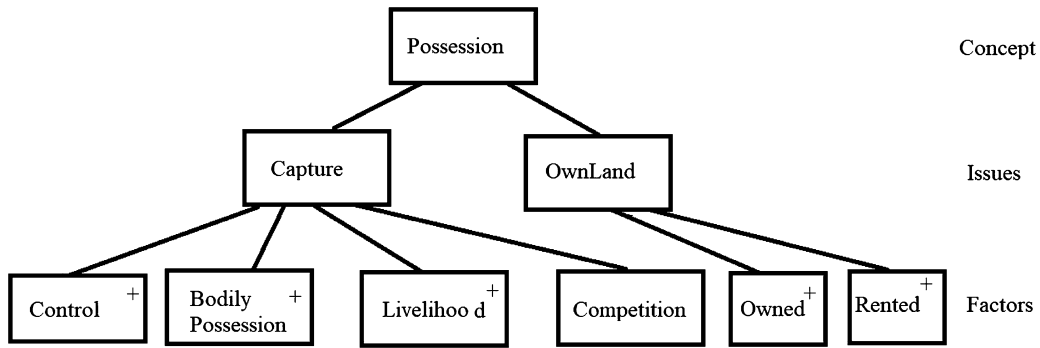 Possession
Concept
Capture
OwnLand
Issues
Control +
Bodily +
Possession
Livelihoo d +
Competition
Owned +
Rented +
Factors